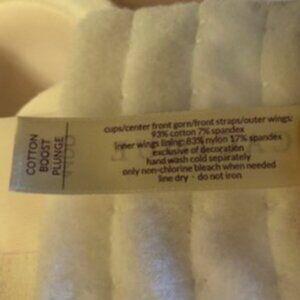 COTTON
BOOST
PLUNGE
cups/center front gorn/front straps/outer wings:
93% cotton 7% spandex
inner wings lining: 83% nylon 17% spandex
exclusive of decoration
hand wash cold separately
only non-chlorine bleach when needed
line dry - do not iron